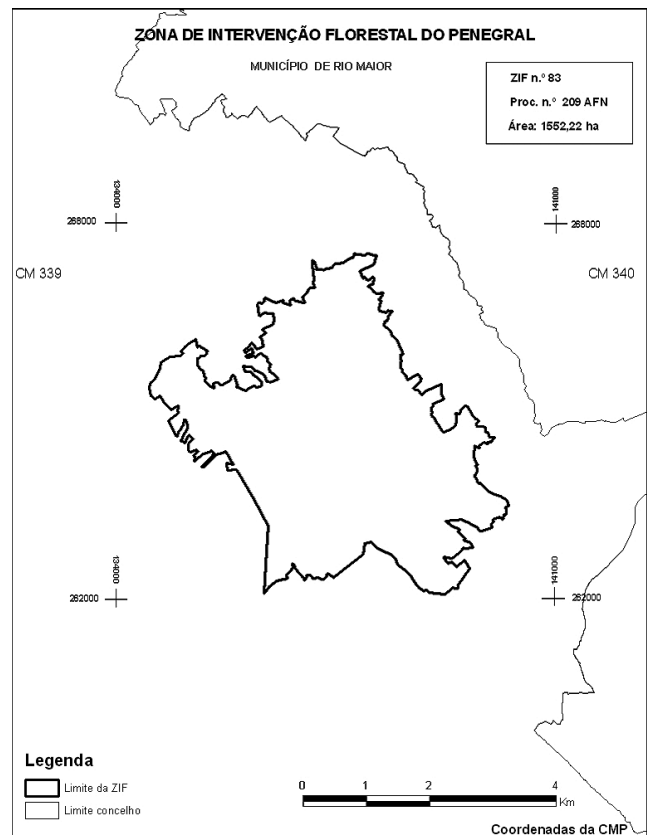 ZONA DE INTERVENÇÃO FLORESTAL DO PENEGRAL
MUNICÍPIO DE RIO MAIOR
ZIF n.º 83
Proc. n.º 209 AFN
Área: 1552,22 ha
134000
141000
268000
268000
CM 339
CM 340
134000
141000
262000
262000
Legenda
Limite da ZIF
Limite concelho
0 1 2 4
Km
Coordenadas da CMP